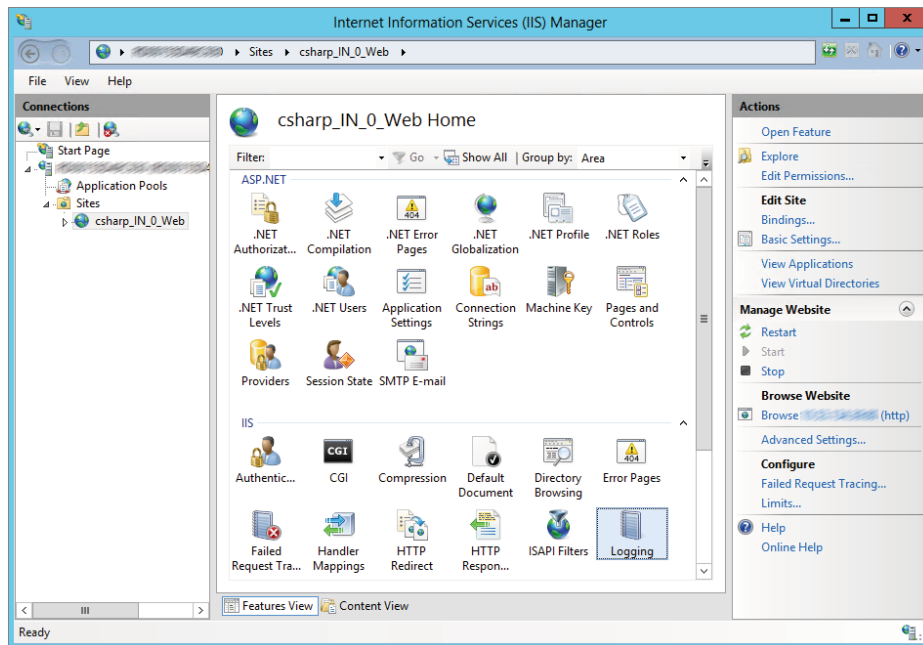 Internet Information Services (IIS) Manager
Sites csharp_IN_0_Web
File View Help
Connections
Start Page
Application Pools
Sites
csharp_IN_0_Web
csharp_IN_0_Web Home
Filter: Go Show All Group by: Area
ASP.NET
.NET Authorizat...
.NET Compilation
.NET Error Pages
.NET Globalization
.NET Profile
.NET Roles
.NET Trust Levels
.NET Users
Application Settings
Connection Strings
Machine Key
Pages and Controls
Providers
Session State
SMTP E-mail
IIS
Authentic...
CGI
Compression
Default Document
Directory Browsing
Error Pages
Failed Request Tra...
Handler Mappings
HTTP Redirect
HTTP Respon...
ISAPI Filters
Logging
Features View Content View
Actions
Open Feature
Explore
Edit Permissions...
Edit Site
Bindings...
Basic Settings...
View Applications
View Virtual Directories
Manage Website
Restart
Start
Stop
Browse Website
Browse (http)
Advanced Settings...
Configure
Failed Request Tracing...
Limits...
Help
Online Help
Ready